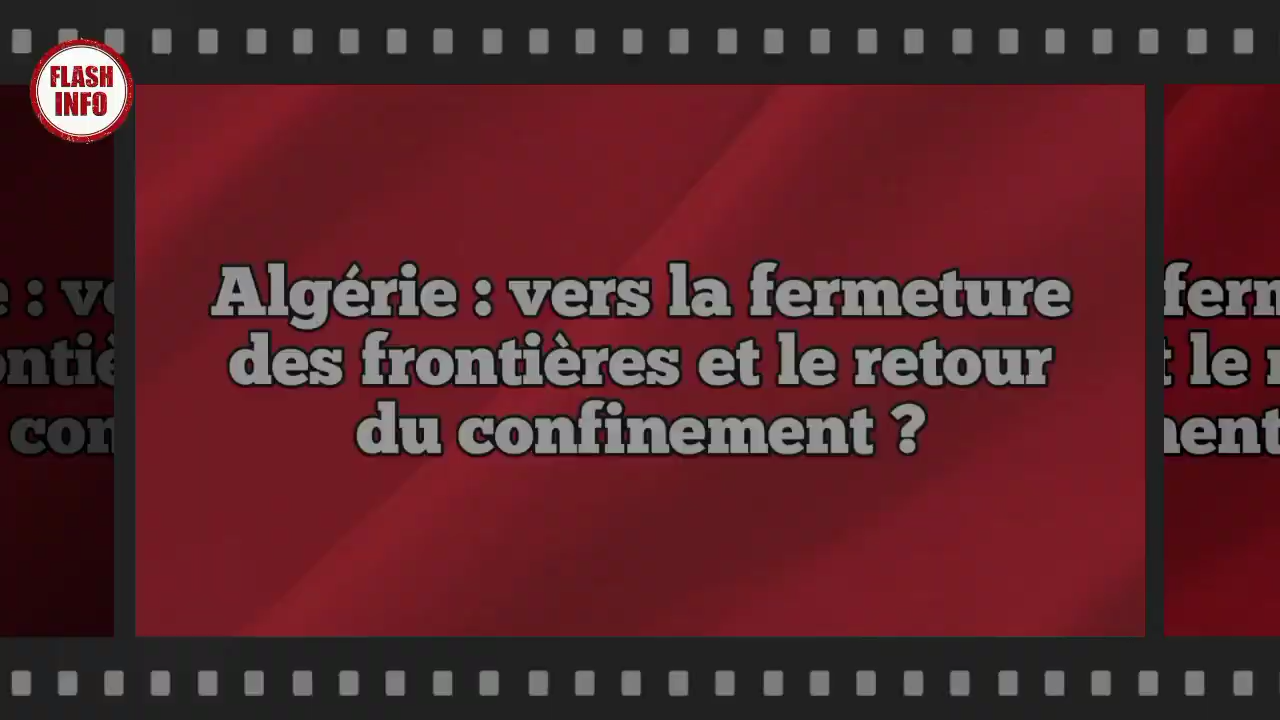 FLASH
INFO
Algérie : vers la fermeture
des frontières et le retour
du confinement ?